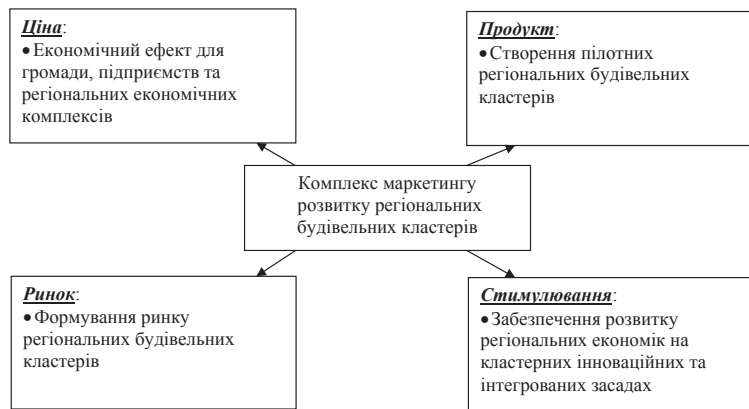 Ціна:
• Економічний ефект для
громади, підприємств та
регіональних економічних
комплексів
Продукт:
• Створення пілотних
регіональних будівельних
кластерів
Комплекс маркетингу
розвитку регіональних
будівельних кластерів
Ринок:
• Формування ринку
регіональних будівельних
кластерів
Стимулювання:
• Забезпечення розвитку
регіональних економік на
кластерних інноваційних та
інтегрованих засадах